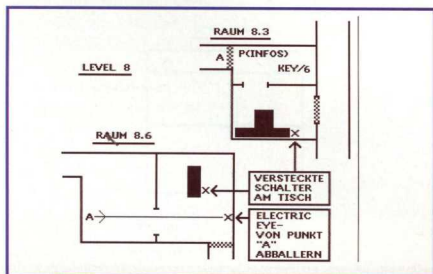 RAUM 8.3
P(INFOS)
A
KEY/6
LEVEL 8
RAUM 8.6
VERSTECKTE
SCHALTER
AM TISCH
A
ELECTRIC
EYE-
VON PUNKT
"A"
ABBALLERN